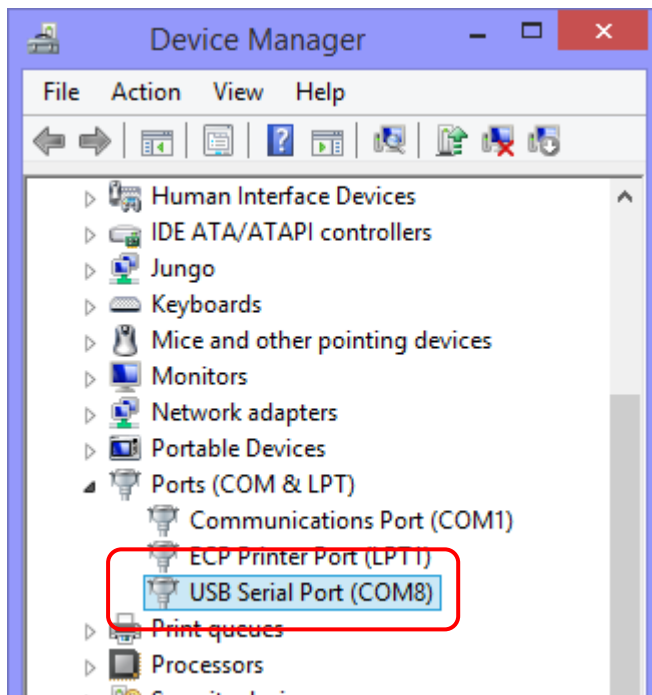 Device Manager
File Action View Help
Human Interface Devices
IDE ATA/ATAPI controllers
Jungo
Keyboards
Mice and other pointing devices
Monitors
Network adapters
Portable Devices
Ports (COM & LPT)
Communications Port (COM1)
ECP Printer Port (LPT1)
USB Serial Port (COM8)
Print queues
Processors